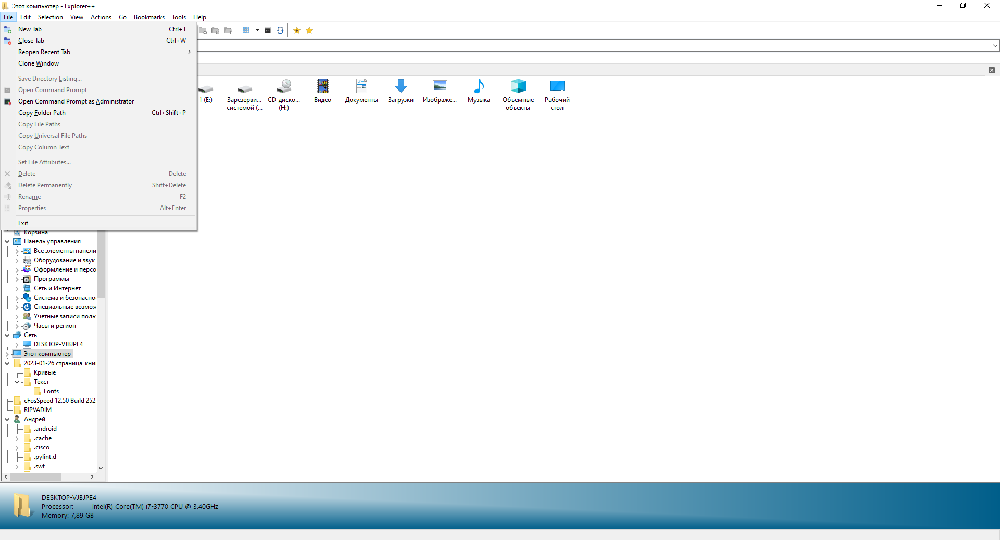 Этот компьютер - Explorer++
File Edit Selection View Actions Go Bookmarks Tools Help
New Tab Ctrl+T
Close Tab Ctrl+W
Reopen Recent Tab
Clone Window
Save Directory Listing...
Open Command Prompt
Open Command Prompt as Administrator
Copy Folder Path Ctrl+Shift+P
Copy File Paths
Copy Universal File Paths
Copy Column Text
Set File Attributes...
Delete Delete
Delete Permanently Shift+Delete
Rename F2
Properties Alt+Enter
Exit
1 (E:)
Зарезерви...
системой (...
CD-диско...
(H:)
Видео
Документы
Загрузки
Изображе...
Музыка
Объемные
объекты
Рабочий
стол
Корзина
Панель управления
Все элементы панели
Оборудование и звук
Оформление и персо
Программы
Сеть и Интернет
Система и безопасно
Специальные возмож
Учетные записи поль
Часы и регион
Сеть
DESKTOP-VJBJPE4
Этот компьютер
2023-01-26 страница_кни
Кривые
Текст
Fonts
cFosSpeed 12.50 Build 252
RIPVADIM
Андрей
.android
.cache
.cisco
.pylint.d
.swt
DESKTOP-VJBJPE4
Processor: Intel(R) Core(TM) i7-3770 CPU @ 3.40GHz
Memory: 7,89 GB